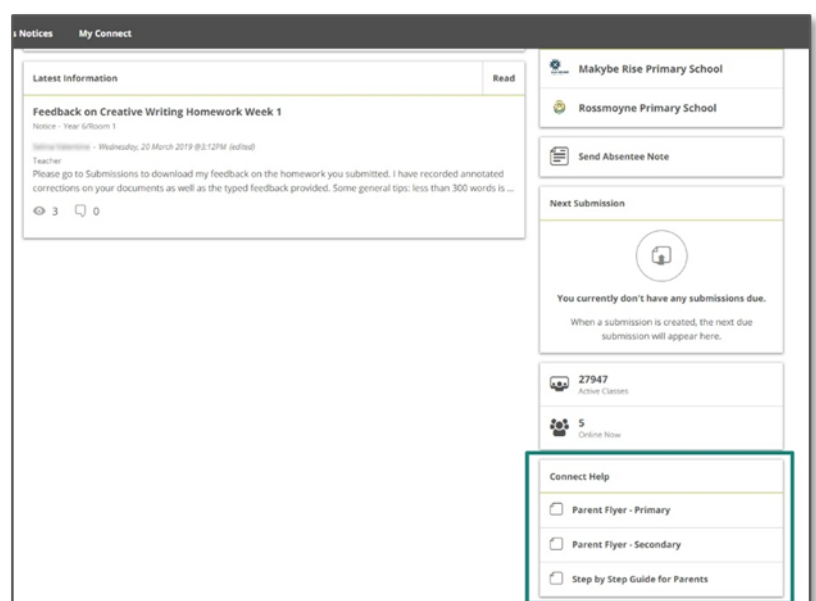 s Notices My Connect
Latest Information Read
Feedback on Creative Writing Homework Week 1
Notice - Year 6/Room 1
- Wednesday, 20 March 2019 @3:12PM (edited)
Teacher
Please go to Submissions to download my feedback on the homework you submitted. I have recorded annotated
corrections on your documents as well as the typed feedback provided. Some general tips: less than 300 words is ...
3 0
Makybe Rise Primary School
Rossmoyne Primary School
Send Absentee Note
Next Submission
You currently don't have any submissions due.
When a submission is created, the next due
submission will appear here.
27947
Active Classes
5
Online Now
Connect Help
Parent Flyer - Primary
Parent Flyer - Secondary
Step by Step Guide for Parents